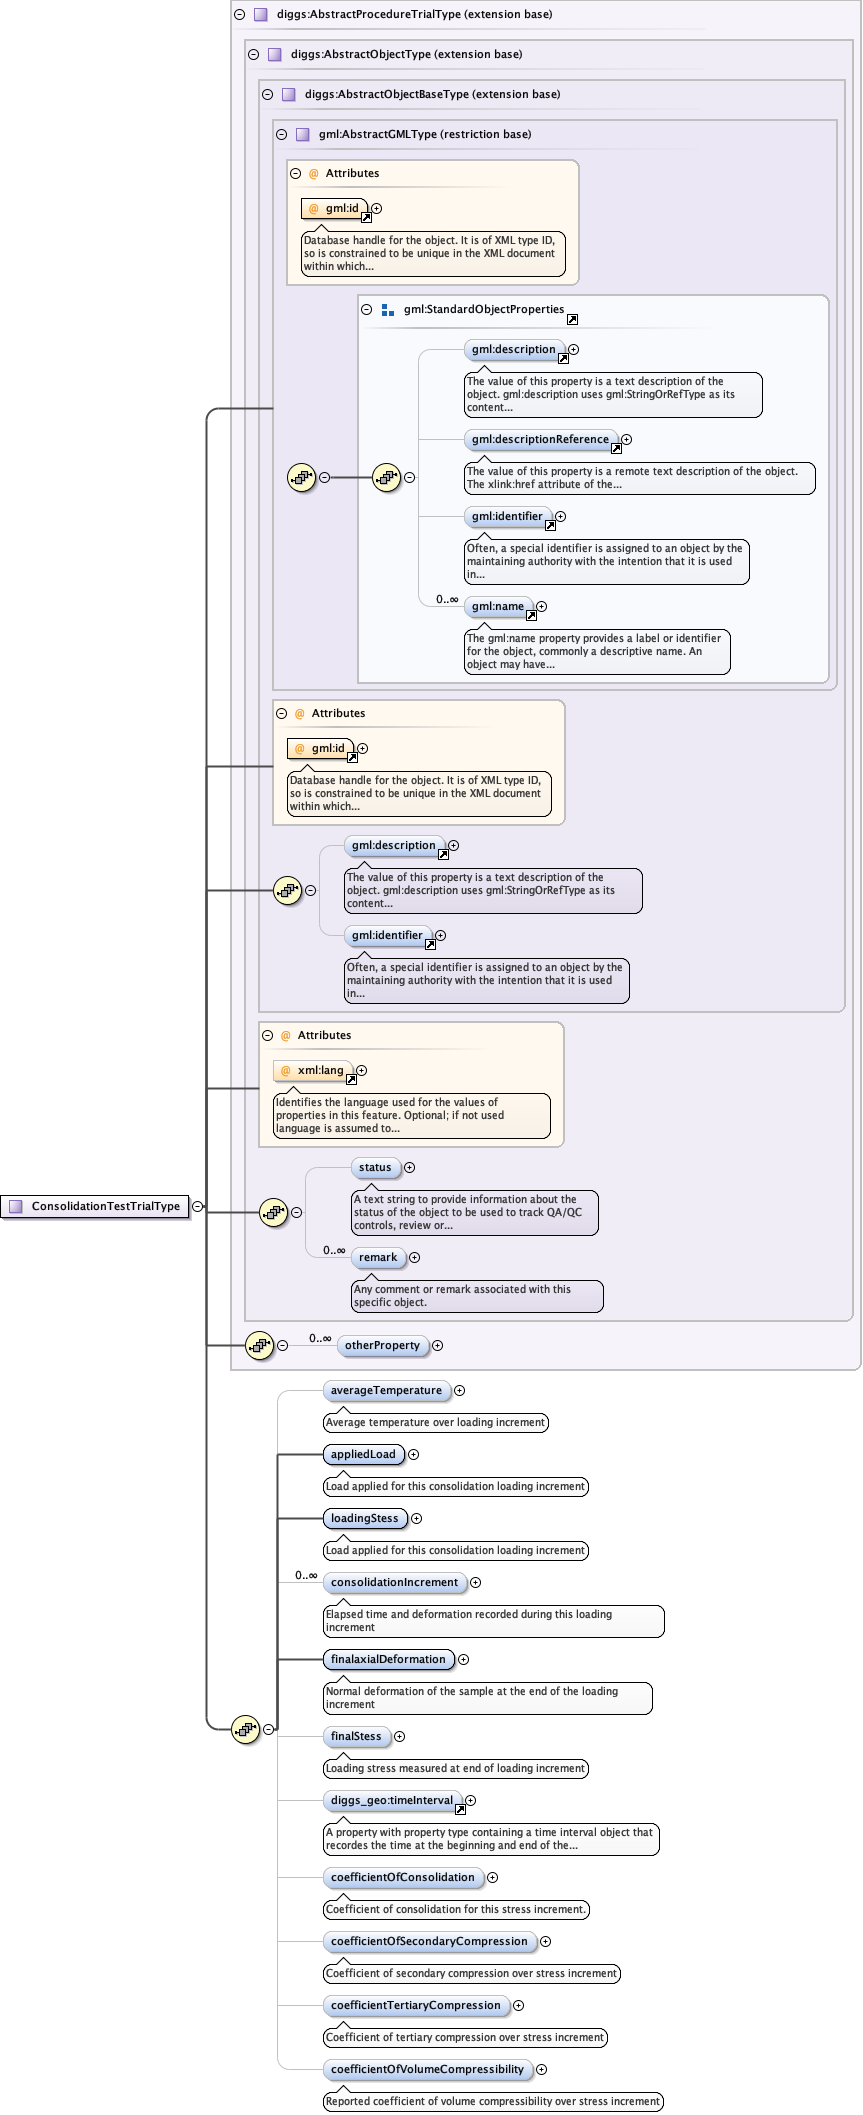 diggs:AbstractProcedureTrialType (extension base)
diggs:AbstractObjectType (extension base)
diggs:AbstractObjectBaseType (extension base)
gml:AbstractGMLType (restriction base)
@ Attributes
@ gml:id
Database handle for the object. It is of XML type ID,
so is constrained to be unique in the XML document
within which...
gml:StandardObjectProperties
gml:description
The value of this property is a text description of the
object. gml:description uses gml:StringOrRefType as its
content...
gml:descriptionReference
The value of this property is a remote text description of the object.
The xlink:href attribute of the...
gml:identifier
Often, a special identifier is assigned to an object by the
maintaining authority with the intention that it is used
in...
0..∞
gml:name
The gml:name property provides a label or identifier
for the object, commonly a descriptive name. An
object may have...
@ Attributes
@ gml:id
Database handle for the object. It is of XML type ID,
so is constrained to be unique in the XML document
within which...
gml:description
The value of this property is a text description of the
object. gml:description uses gml:StringOrRefType as its
content...
gml:identifier
Often, a special identifier is assigned to an object by the
maintaining authority with the intention that it is used
in...
@ Attributes
@ xml:lang
Identifies the language used for the values of
properties in this feature. Optional; if not used
language is assumed to...
status
A text string to provide information about the
status of the object to be used to track QA/QC
controls, review or...
ConsolidationTestTrialType
0..∞
remark
Any comment or remark associated with this
specific object.
0..∞
otherProperty
averageTemperature
Average temperature over loading increment
appliedLoad
Load applied for this consolidation loading increment
loadingStess
Load applied for this consolidation loading increment
0..∞
consolidationIncrement
Elapsed time and deformation recorded during this loading
increment
finalaxialDeformation
Normal deformation of the sample at the end of the loading
increment
finalStess
Loading stress measured at end of loading increment
diggs_geo:timeInterval
A property with property type containing a time interval object that
recordes the time at the beginning and end of the...
coefficientOfConsolidation
Coefficient of consolidation for this stress increment.
coefficientOfSecondaryCompression
Coefficient of secondary compression over stress increment
coefficientTertiaryCompression
Coefficient of tertiary compression over stress increment
coefficientOfVolumeCompressibility
Reported coefficient of volume compressibility over stress increment